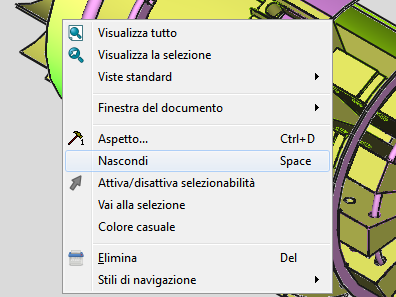 Visualizza tutto
Visualizza la selezione
Viste standard
Finestra del documento
Aspetto... Ctrl+D
Nascondi Space
Attiva/disattiva selezionabilità
Vai alla selezione
Colore casuale
Elimina Del
Stili di navigazione